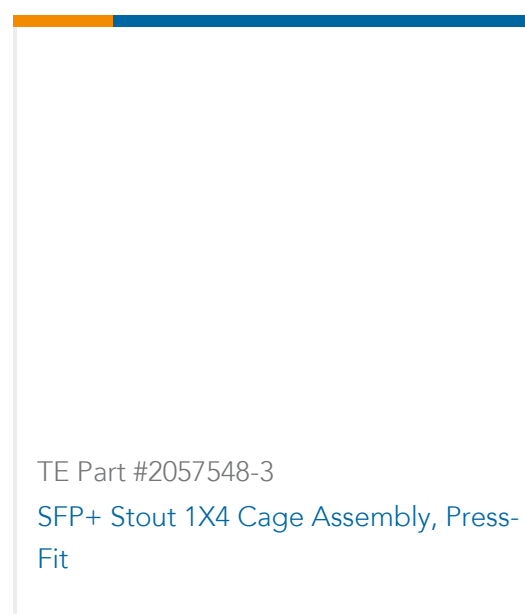 TE Part #2057548-3
SFP+ Stout 1X4 Cage Assembly, Press-
Fit